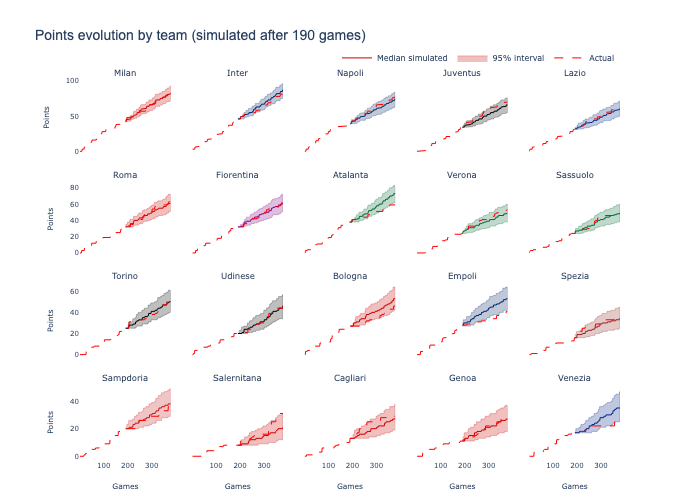 Points evolution by team (simulated after 190 games)
Median simulated 95% interval Actual
Milan Inter Napoli Juventus Lazio
100
50
0
Points
Roma Fiorentina Atalanta Verona Sassuolo
80
60
40
20
0
Points
Torino Udinese Bologna Empoli Spezia
60
40
20
0
Points
Sampdoria Salernitana Cagliari Genoa Venezia
40
20
0
Points
100 200 300 100 200 300 100 200 300 100 200 300 100 200 300
Games Games Games Games Games